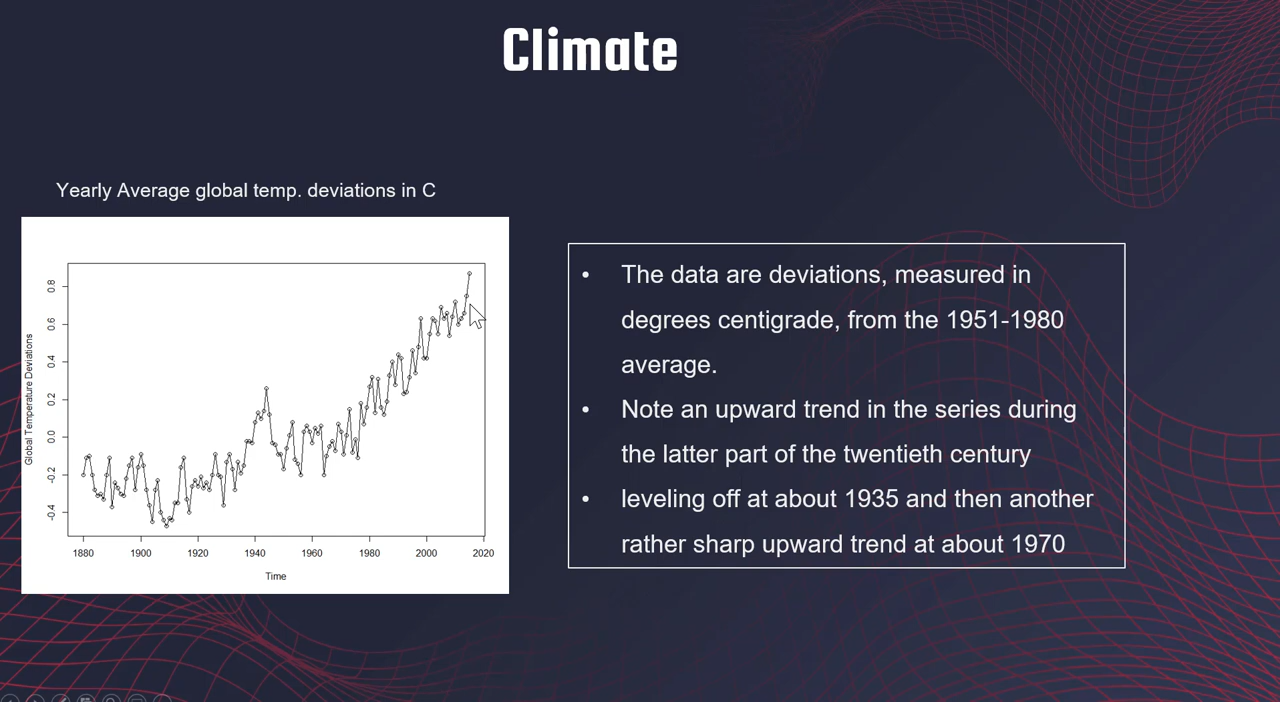 Climate
Yearly Average global temp. deviations in C
Global Temperature Deviations
0.8
0.6
0.4
0.2
0.0
-0.2
-0.4
1880 1900 1920 1940 1960 1980 2000 2020
Time
• The data are deviations, measured in
degrees centigrade, from the 1951-1980
average.
• Note an upward trend in the series during
the latter part of the twentieth century
• leveling off at about 1935 and then another
rather sharp upward trend at about 1970